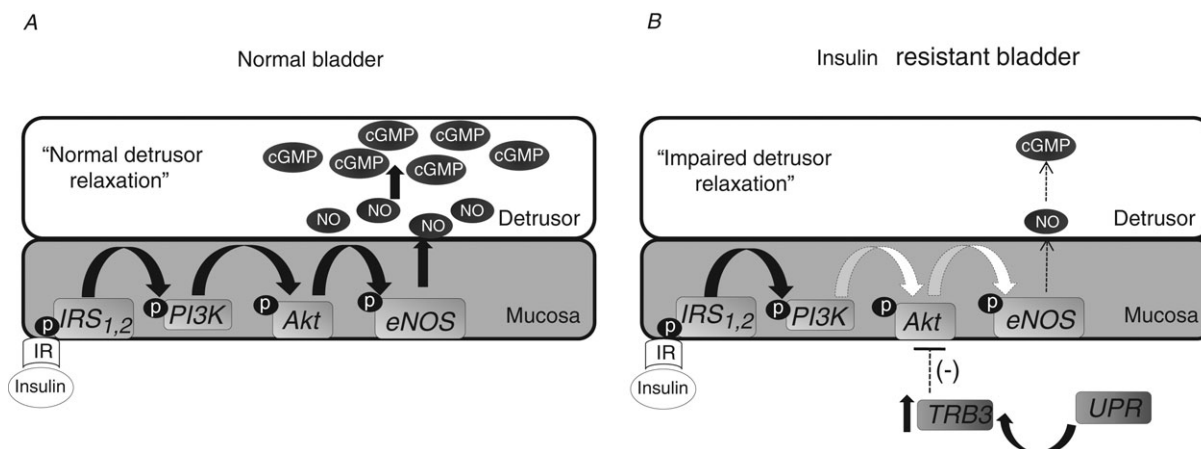 A
Normal bladder
"Normal detrusor
relaxation"
cGMP
cGMP
cGMP
cGMP
cGMP
cGMP
NO
NO
NO
NO
Detrusor
p
IRS1,2
p
PI3K
p
Akt
p
eNOS
Mucosa
IR
Insulin
B
Insulin resistant bladder
"Impaired detrusor
relaxation"
cGMP
NO
Detrusor
p
IRS1,2
p
PI3K
p
Akt
p
eNOS
Mucosa
IR
Insulin
(-)
TRB3
UPR